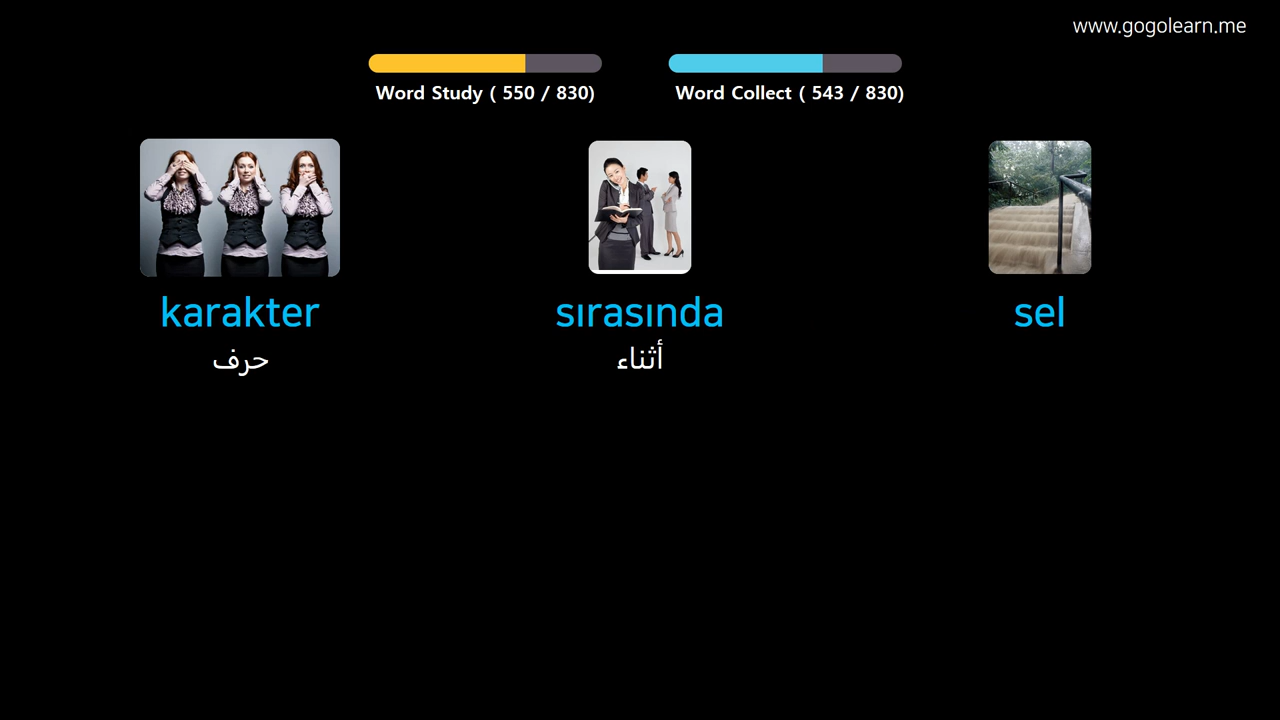 www.gogolearn.me
Word Study ( 550 / 830)
Word Collect ( 543 / 830)
karakter
حرف
sırasında
أثناء
sel